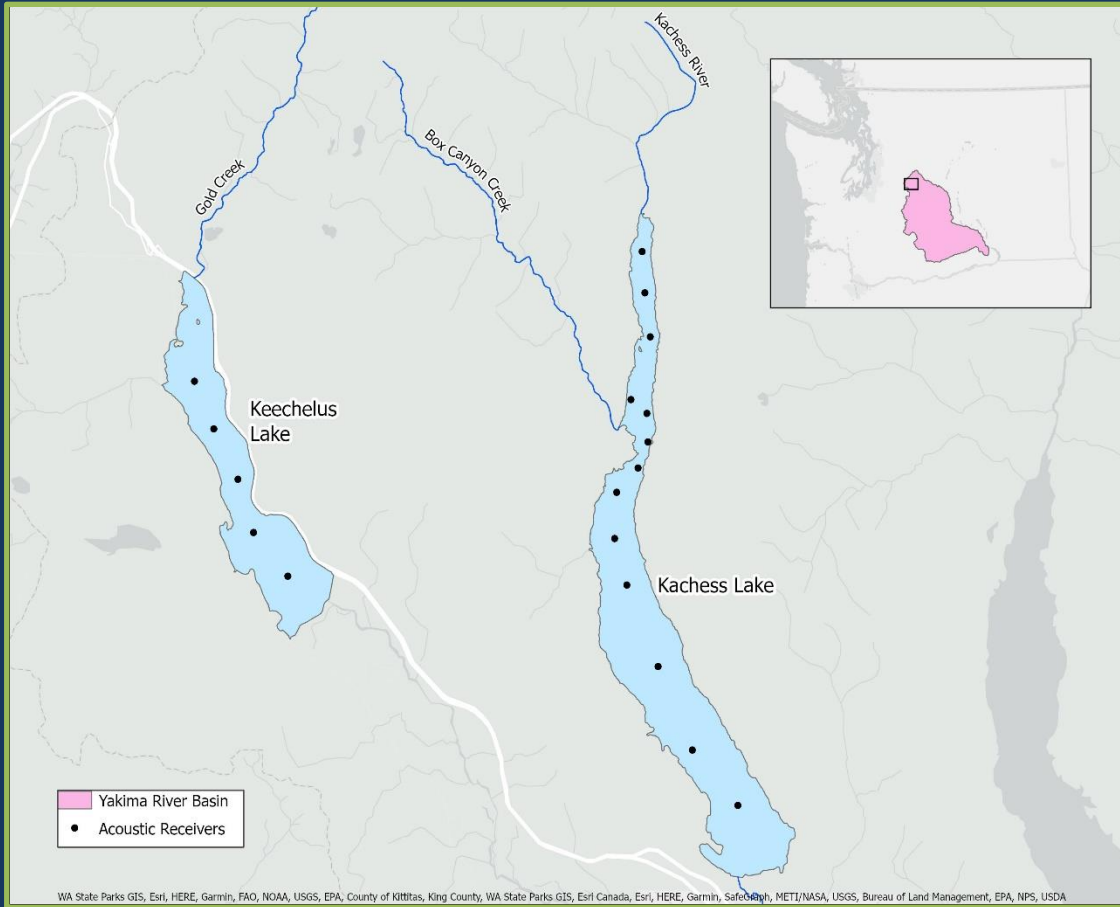 Kachess River
Box Canyon Creek
Gold Creek
Keechelus
Lake
Kachess Lake
Yakima River Basin
Acoustic Receivers
WA State Parks GIS, Esri, HERE, Garmin, FAO, NOAA, USGS, EPA, County of Kittitas, King County, WA State Parks GIS, Esri Canada, Esri, HERE, Garmin, SafeGraph, METI/NASA, USGS, Bureau of Land Management, EPA, NPS, USDA